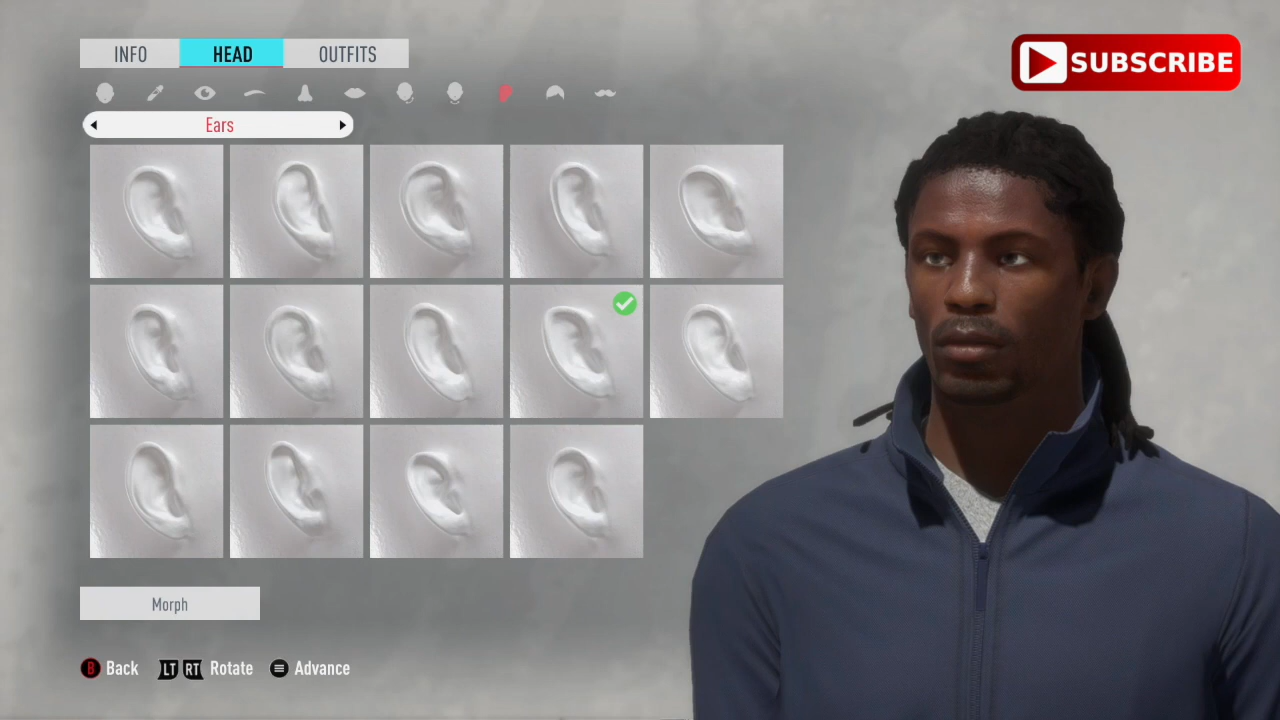 INFO HEAD OUTFITS
SUBSCRIBE
Ears
Morph
B Back LT RT Rotate Advance